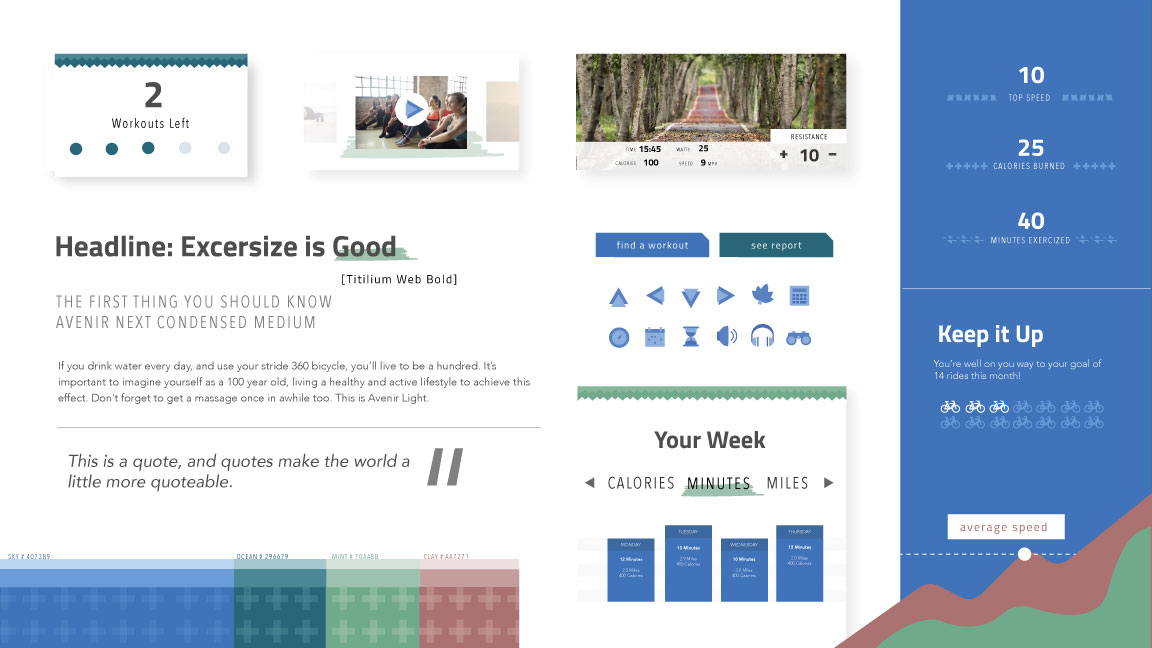 2
Workouts Left
TIME 15:45 WATTS 25
CALORIES 100 SPEED 9 MPH
RESISTANCE
+ 10 −
10
TOP SPEED
25
CALORIES BURNED
40
MINUTES EXERCIZED
Headline: Excersize is Good
[Titilium Web Bold]
THE FIRST THING YOU SHOULD KNOW
AVENIR NEXT CONDENSED MEDIUM
If you drink water every day, and use your stride 360 bicycle, you'll live to be a hundred. It's
important to imagine yourself as a 100 year old, living a healthy and active lifestyle to achieve this
effect. Don't forget to get a massage once in awhile too. This is Avenir Light.
This is a quote, and quotes make the world a
little more quoteable.
"
find a workout
see report
Your Week
CALORIES MINUTES MILES
MONDAY
12 Minutes
2.0 Miles
400 Calories
TUESDAY
10 Minutes
2.9 Miles
400 Calories
WEDNESDAY
10 Minutes
2.0 Miles
400 Calories
THURSDAY
13 Minutes
2.0 Miles
400 Calories
Keep it Up
You're well on you way to your goal of
14 rides this month!
average speed
SKY # 4073B9
OCEAN # 296679
MINT # 70AA8B
CLAY # AA7271